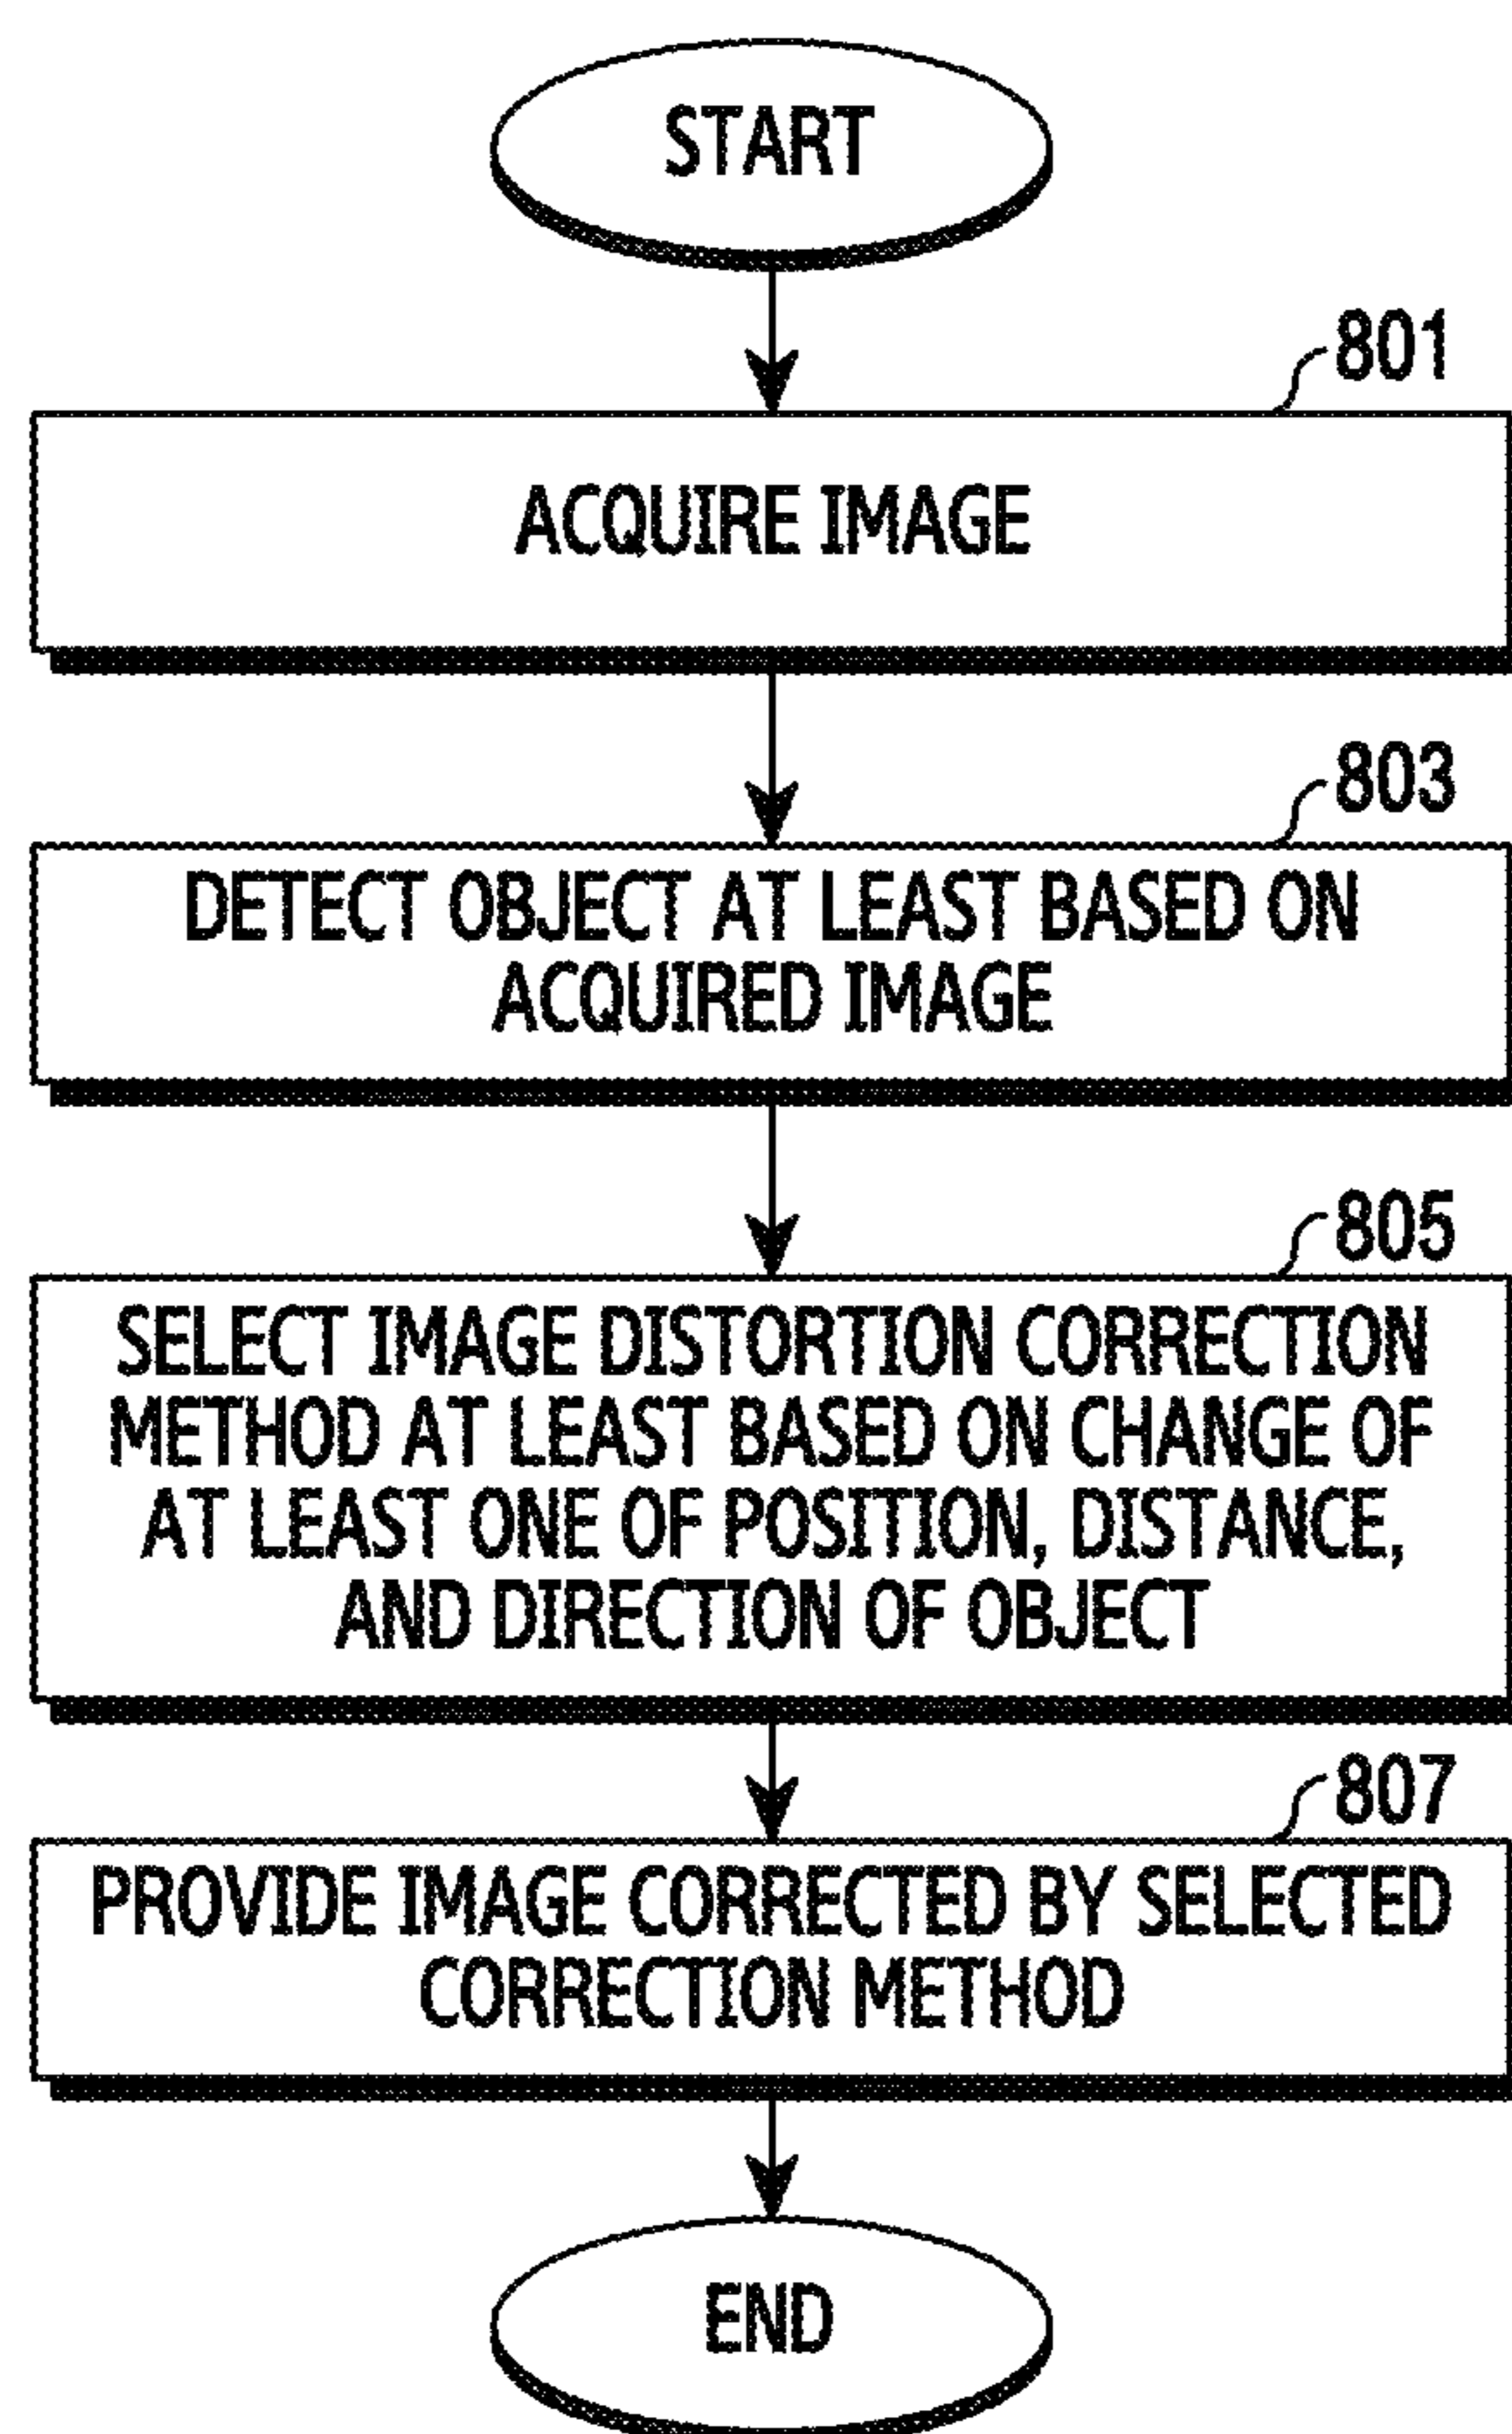 START
801
ACQUIRE IMAGE
803
DETECT OBJECT AT LEAST BASED ON
ACQUIRED IMAGE
805
SELECT IMAGE DISTORTION CORRECTION
METHOD AT LEAST BASED ON CHANGE OF
AT LEAST ONE OF POSITION, DISTANCE,
AND DIRECTION OF OBJECT
807
PROVIDE IMAGE CORRECTED BY SELECTED
CORRECTION METHOD
END